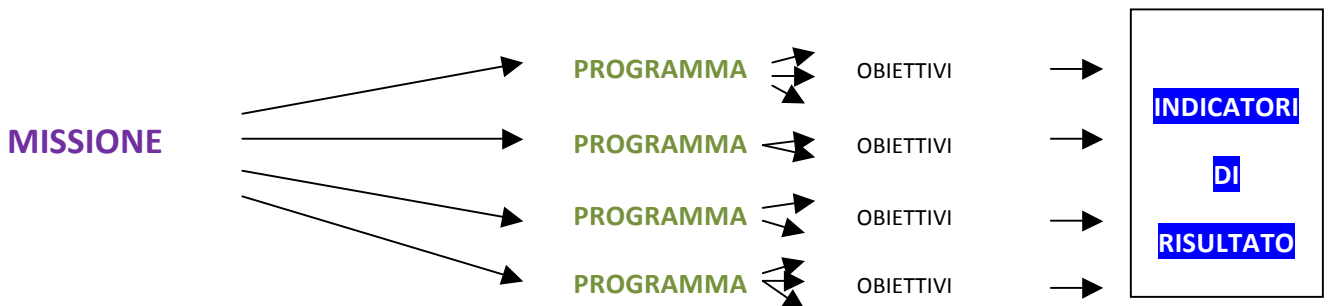 PROGRAMMA OBIETTIVI
INDICATORI
MISSIONE PROGRAMMA OBIETTIVI
DI
PROGRAMMA OBIETTIVI
RISULTATO
PROGRAMMA OBIETTIVI